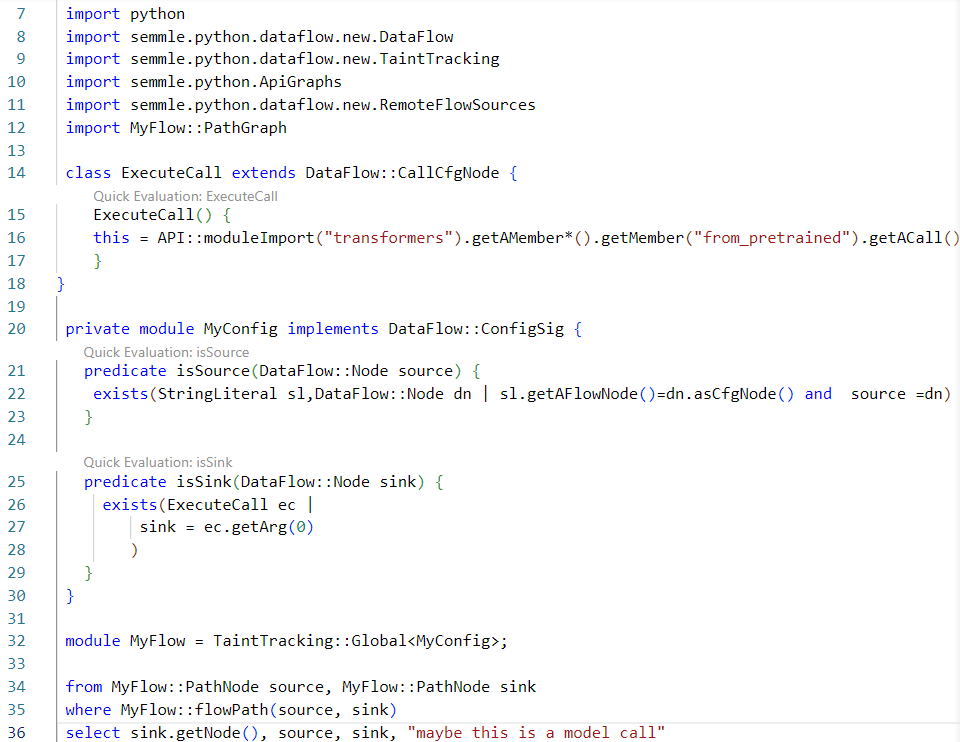 7 import python
8 import semmle.python.dataflow.new.DataFlow
9 import semmle.python.dataflow.new.TaintTracking
10 import semmle.python.ApiGraphs
11 import semmle.python.dataflow.new.RemoteFlowSources
12 import MyFlow::PathGraph
13
14 class ExecuteCall extends DataFlow::CallCfgNode {
Quick Evaluation: ExecuteCall
15 ExecuteCall() {
16 this = API::moduleImport("transformers").getAMember*().getMember("from_pretrained").getACall()
17 }
18 }
19
20 private module MyConfig implements DataFlow::ConfigSig {
Quick Evaluation: isSource
21 predicate isSource(DataFlow::Node source) {
22 exists(StringLiteral sl,DataFlow::Node dn | sl.getAFlowNode()=dn.asCfgNode() and  source =dn)
23 }
24
Quick Evaluation: isSink
25 predicate isSink(DataFlow::Node sink) {
26 exists(ExecuteCall ec |
27 sink = ec.getArg(0)
28 )
29 }
30 }
31
32 module MyFlow = TaintTracking::Global<MyConfig>;
33
34 from MyFlow::PathNode source, MyFlow::PathNode sink
35 where MyFlow::flowPath(source, sink)
36 select sink.getNode(), source, sink, "maybe this is a model call"